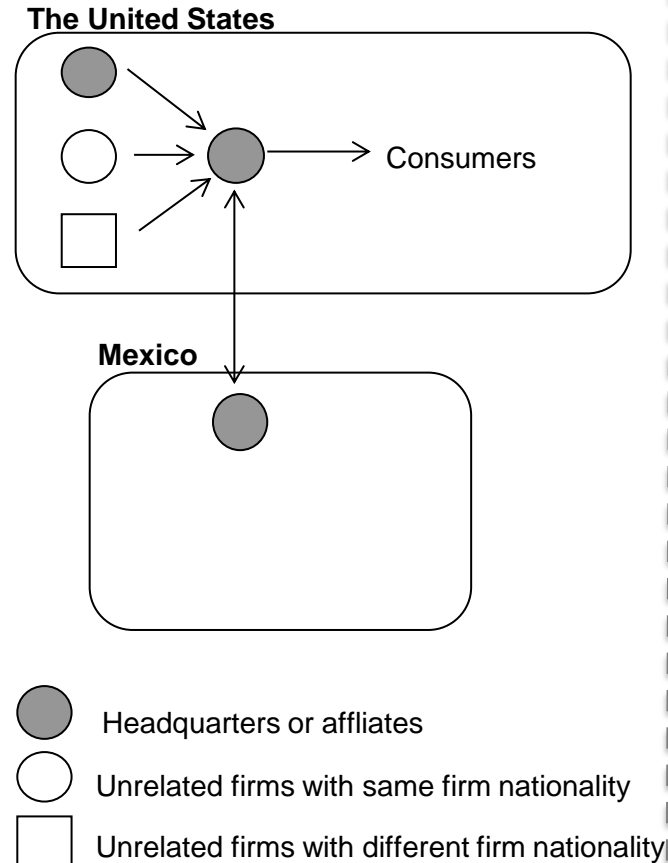 The United States
Consumers
Mexico
Headquarters or affliates
Unrelated firms with same firm nationality
Unrelated firms with different firm nationality